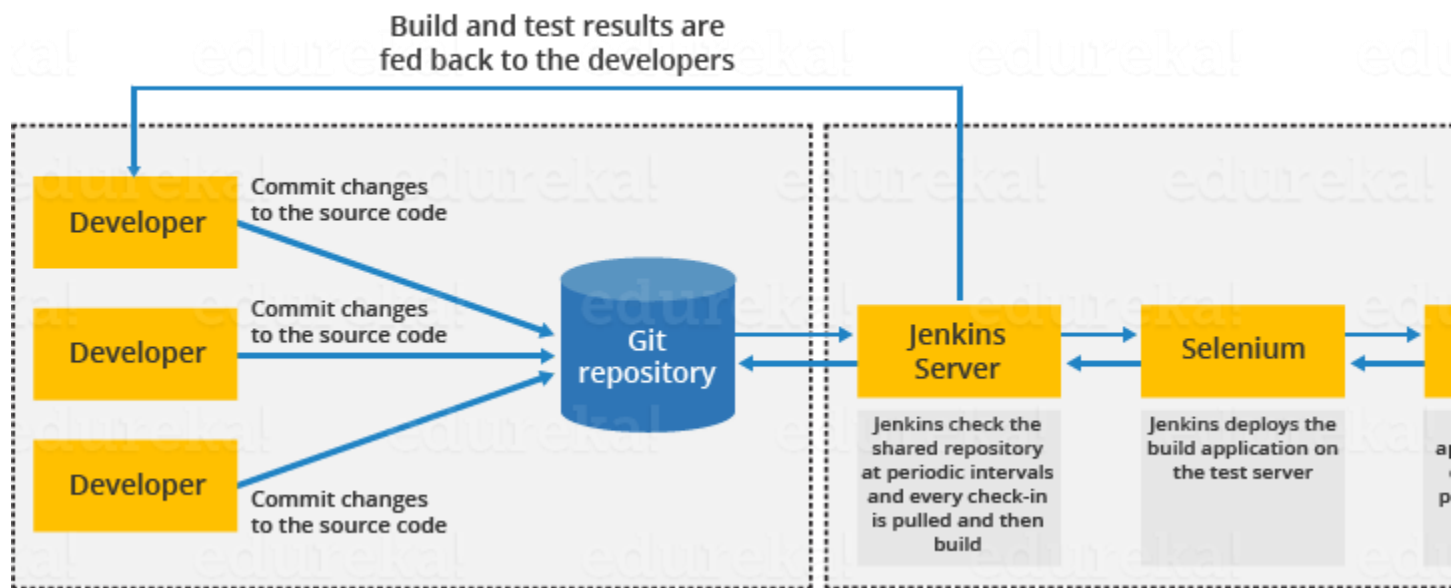 Build and test results are
fed back to the developers
Developer
Commit changes
to the source code
Developer
Commit changes
to the source code
Developer
Commit changes
to the source code
Git
repository
Jenkins
Server
Jenkins check the
shared repository
at periodic intervals
and every check-in
is pulled and then
build
Selenium
Jenkins deploys the
build application on
the test server
edureka!